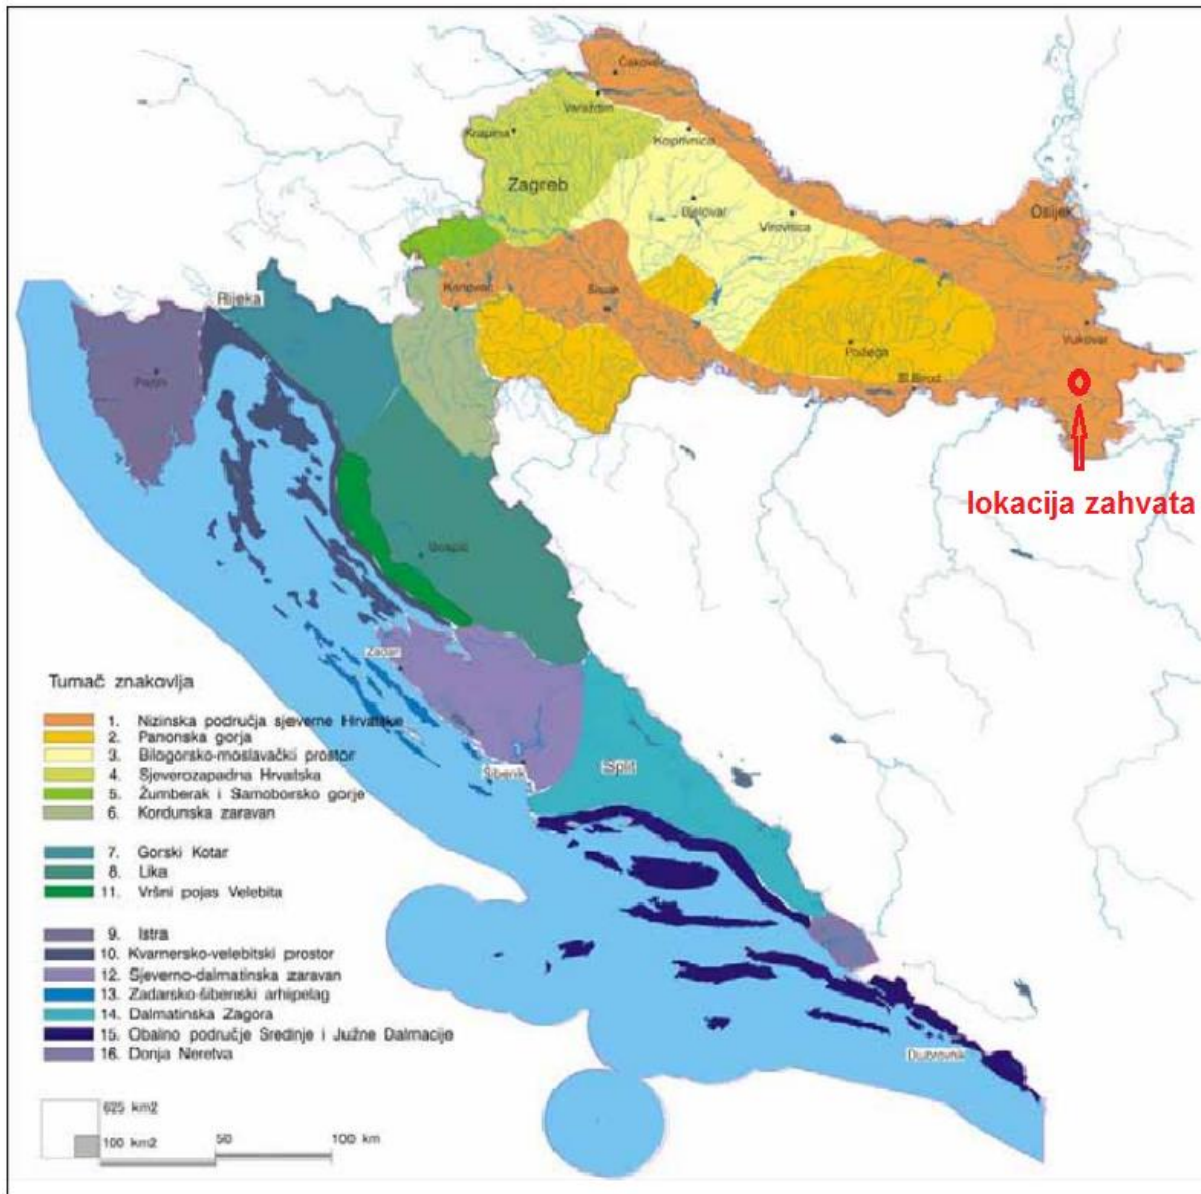 Čakovec
Varaždin
Krapina
Koprivnica
Zagreb
Bjelovar
Virovitica
Osijek
Karlovac
Sisak
Rijeka
Vukovar
Požega
Sl.Brod
Pazin
lokacija zahvata
Gospić
Zadar
Šibenik
Split
Dubrovnik
Tumač znakovlja
1. Nizinska područja sjeverne Hrvatske
2. Panonska gorja
3. Bilogorsko-moslavački prostor
4. Sjeverozapadna Hrvatska
5. Žumberak i Samoborsko gorje
6. Kordunska zaravan
7. Gorski Kotar
8. Lika
11. Vršni pojas Velebita
9. Istra
10. Kvarnersko-velebitski prostor
12. Sjeverno-dalmatinska zaravan
13. Zadarsko-šibenski arhipelag
14. Dalmatinska Zagora
15. Obalno područje Srednje i Južne Dalmacije
16. Donja Neretva
625 km2
100 km2
50
100 km